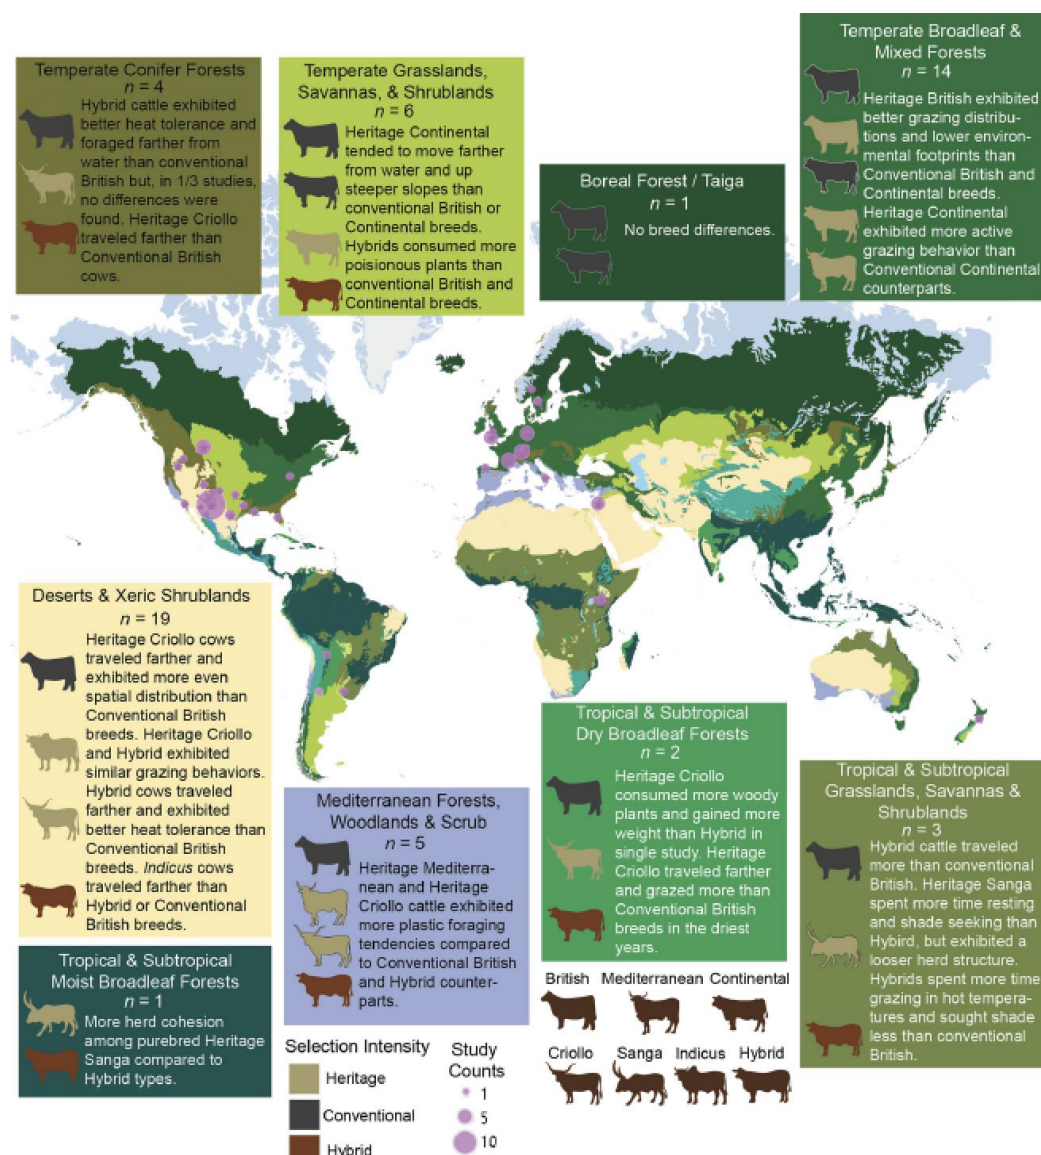 Temperate Conifer Forests
n = 4
Hybrid cattle exhibited
better heat tolerance and
foraged farther from
water than conventional
British but, in 1/3 studies,
no differences were
found. Heritage Criollo
traveled farther than
Conventional British
cows.
Temperate Grasslands,
Savannas, & Shrublands
n = 6
Heritage Continental
tended to move farther
from water and up
steeper slopes than
conventional British or
Continental breeds.
Hybrids consumed more
poisionous plants than
conventional British and
Continental breeds.
Boreal Forest / Taiga
n = 1
No breed differences.
Temperate Broadleaf &
Mixed Forests
n = 14
Heritage British exhibited
better grazing distribu-
tions and lower environ-
mental footprints than
Conventional British and
Continental breeds.
Heritage Continental
exhibited more active
grazing behavior than
Conventional Continental
counterparts.
Deserts & Xeric Shrublands
n = 19
Heritage Criollo cows
traveled farther and
exhibited more even
spatial distribution than
Conventional British
breeds. Heritage Criollo
and Hybrid exhibited
similar grazing behaviors.
Hybrid cows traveled
farther and exhibited
better heat tolerance than
Conventional British
breeds. Indicus cows
traveled farther than
Hybrid or Conventional
British breeds.
Tropical & Subtropical
Moist Broadleaf Forests
n = 1
More herd cohesion
among purebred Heritage
Sanga compared to
Hybrid types.
Mediterranean Forests,
Woodlands & Scrub
n = 5
Heritage Mediterra-
nean and Heritage
Criollo cattle exhibited
more plastic foraging
tendencies compared
to Conventional British
and Hybrid counter-
parts.
Tropical & Subtropical
Dry Broadleaf Forests
n = 2
Heritage Criollo
consumed more woody
plants and gained more
weight than Hybrid in
single study. Heritage
Criollo traveled farther
and grazed more than
Conventional British
breeds in the driest
years.
Tropical & Subtropical
Grasslands, Savannas &
Shrublands
n = 3
Hybrid cattle traveled
more than conventional
British. Heritage Sanga
spent more time resting
and shade seeking than
Hybird, but exhibited a
looser herd structure.
Hybrids spent more time
grazing in hot tempera-
tures and sought shade
less than conventional
British.
Selection Intensity
Heritage
Conventional
Hybrid
Study
Counts
1
5
10
British Mediterranean Continental
Criollo Sanga Indicus Hybrid